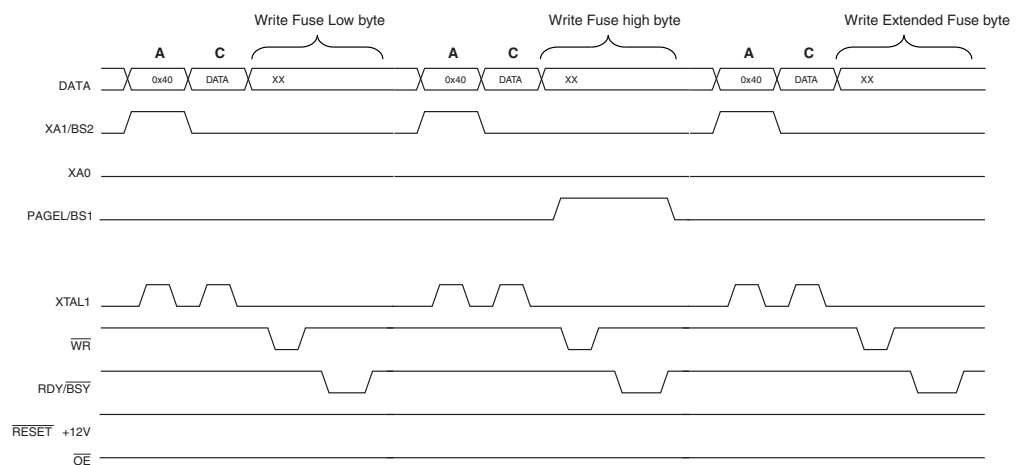 Write Fuse Low byte Write Fuse high byte Write Extended Fuse byte
A C A C A C
DATA 0x40 DATA XX 0x40 DATA XX 0x40 DATA XX
XA1/BS2
XA0
PAGEL/BS1
XTAL1
WR
RDY/BSY
RESET +12V
OE